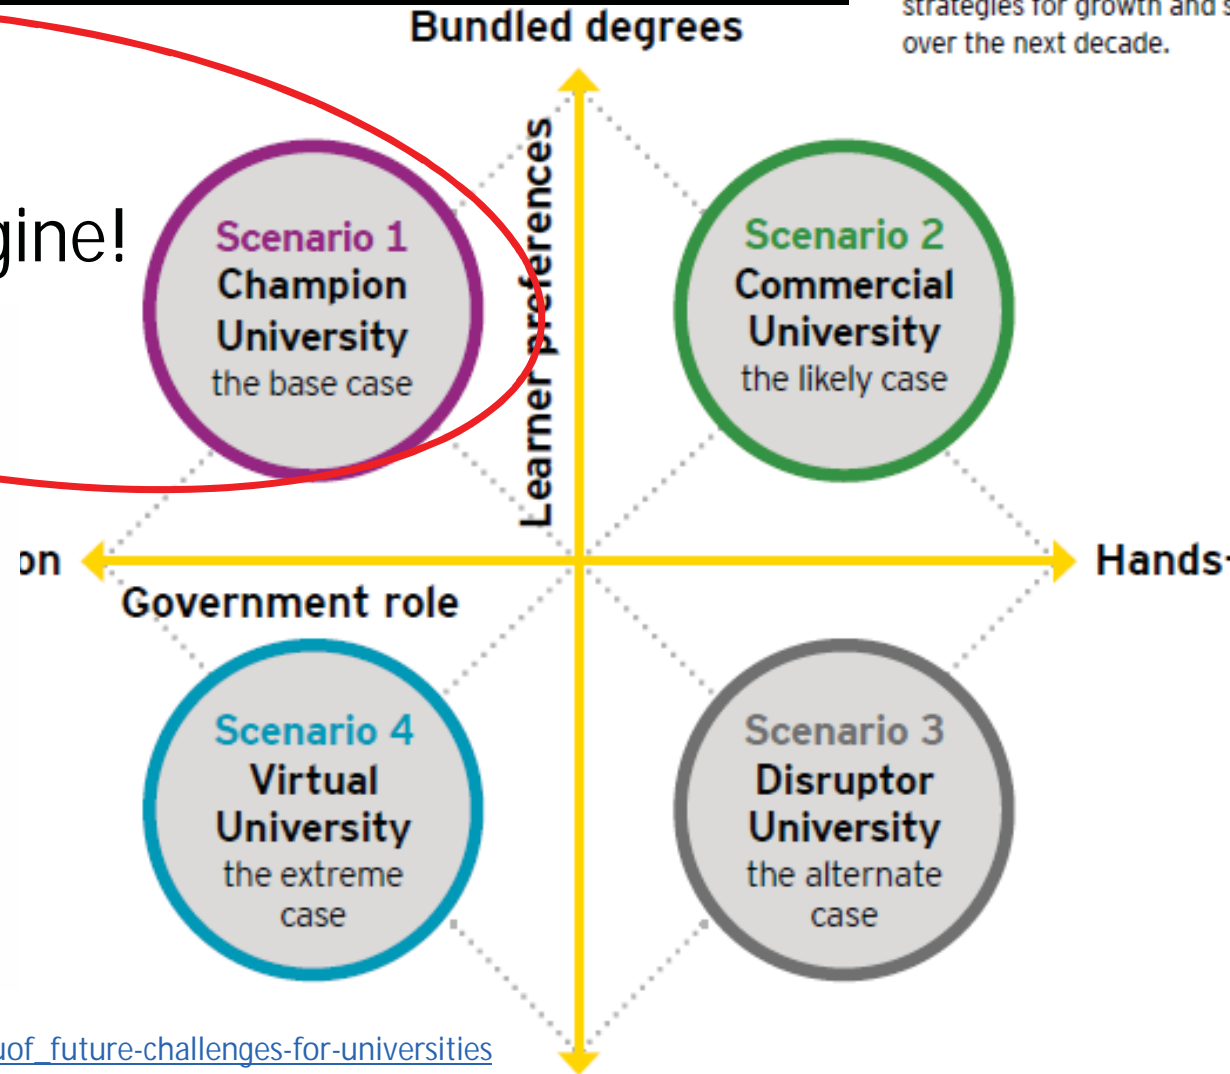 strategies for growth and s
over the next decade.
Bundled degrees
gine!
Learner preferences
Scenario 1
Champion
University
the base case
Scenario 2
Commercial
University
the likely case
on
Hands-
Government role
Scenario 4
Virtual
University
the extreme
case
Scenario 3
Disruptor
University
the alternate
case
uof_future-challenges-for-universities